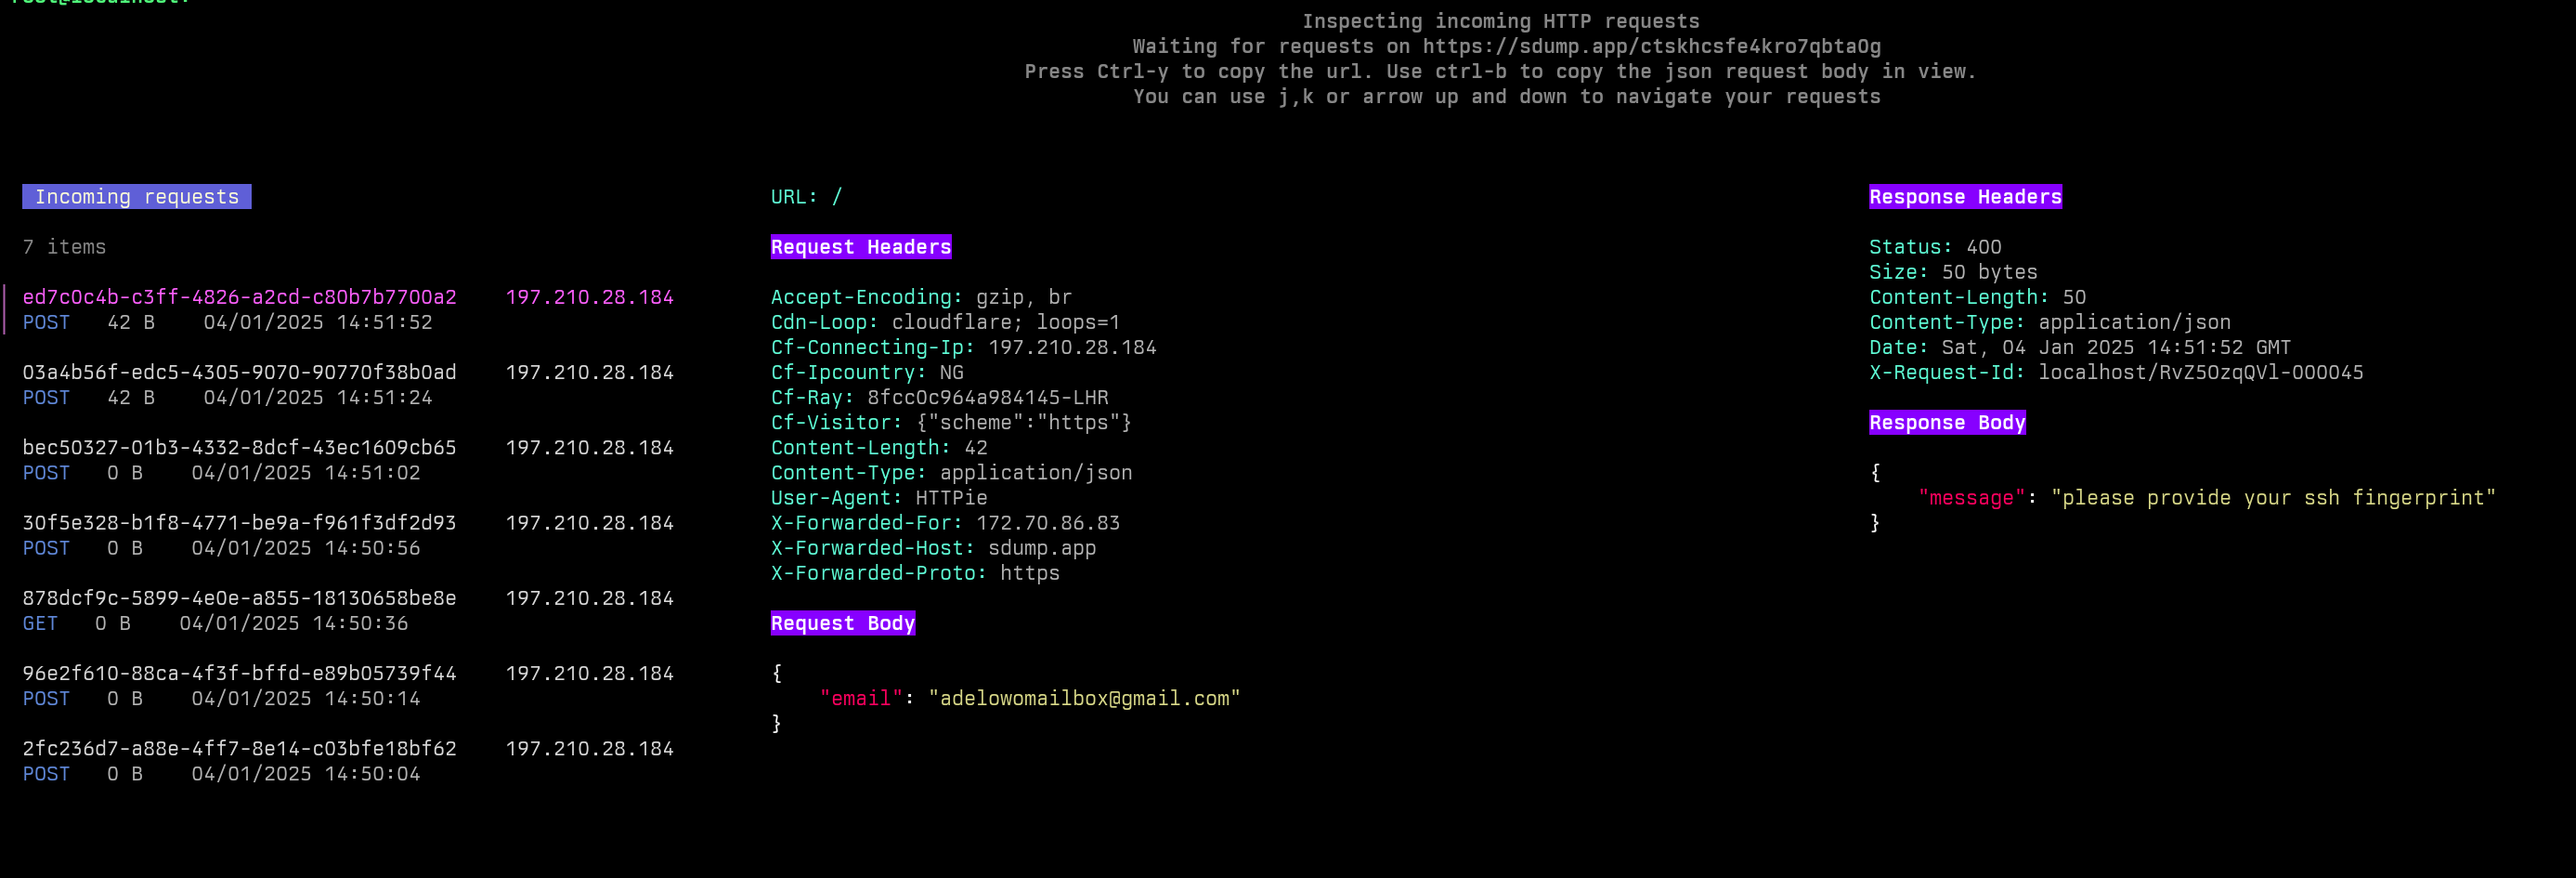 Inspecting incoming HTTP requests
Waiting for requests on https://sdump.app/ctskhcsfe4kro7qbta0g
Press Ctrl-y to copy the url. Use ctrl-b to copy the json request body in view.
You can use j,k or arrow up and down to navigate your requests
Incoming requests
7 items
ed7c0c4b-c3ff-4826-a2cd-c80b7b7700a2 197.210.28.184
POST 42 B 04/01/2025 14:51:52
03a4b56f-edc5-4305-9070-90770f38b0ad 197.210.28.184
POST 42 B 04/01/2025 14:51:24
bec50327-01b3-4332-8dcf-43ec1609cb65 197.210.28.184
POST 0 B 04/01/2025 14:51:02
30f5e328-b1f8-4771-be9a-f961f3df2d93 197.210.28.184
POST 0 B 04/01/2025 14:50:56
878dcf9c-5899-4e0e-a855-18130658be8e 197.210.28.184
GET 0 B 04/01/2025 14:50:36
96e2f610-88ca-4f3f-bffd-e89b05739f44 197.210.28.184
POST 0 B 04/01/2025 14:50:14
2fc236d7-a88e-4ff7-8e14-c03bfe18bf62 197.210.28.184
POST 0 B 04/01/2025 14:50:04
URL: /
Request Headers
Accept-Encoding: gzip, br
Cdn-Loop: cloudflare; loops=1
Cf-Connecting-Ip: 197.210.28.184
Cf-Ipcountry: NG
Cf-Ray: 8fcc0c964a984145-LHR
Cf-Visitor: {"scheme":"https"}
Content-Length: 42
Content-Type: application/json
User-Agent: HTTPie
X-Forwarded-For: 172.70.86.83
X-Forwarded-Host: sdump.app
X-Forwarded-Proto: https
Request Body
{
"email": "adelowomailbox@gmail.com"
}
Response Headers
Status: 400
Size: 50 bytes
Content-Length: 50
Content-Type: application/json
Date: Sat, 04 Jan 2025 14:51:52 GMT
X-Request-Id: localhost/RvZ50zqQVl-000045
Response Body
{
"message": "please provide your ssh fingerprint"
}